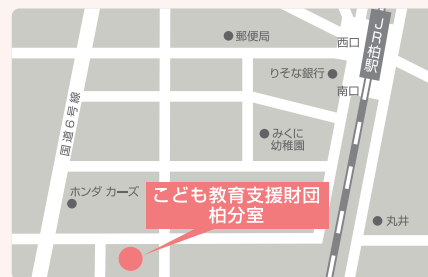 JR柏駅
郵便局
西口
りそな銀行
南口
国道6号線
みくに
幼稚園
ホンダ カーズ
こども教育支援財団
柏分室
丸井